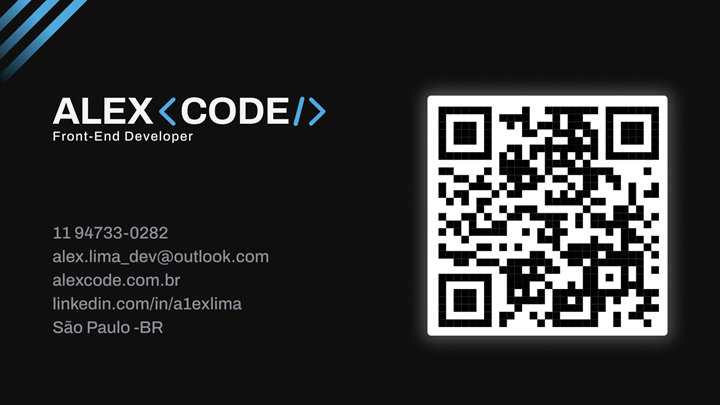 ALEX<CODE/>
Front-End Developer
11 94733-0282
alex.lima_dev@outlook.com
alexcode.com.br
linkedin.com/in/a1exlima
São Paulo -BR